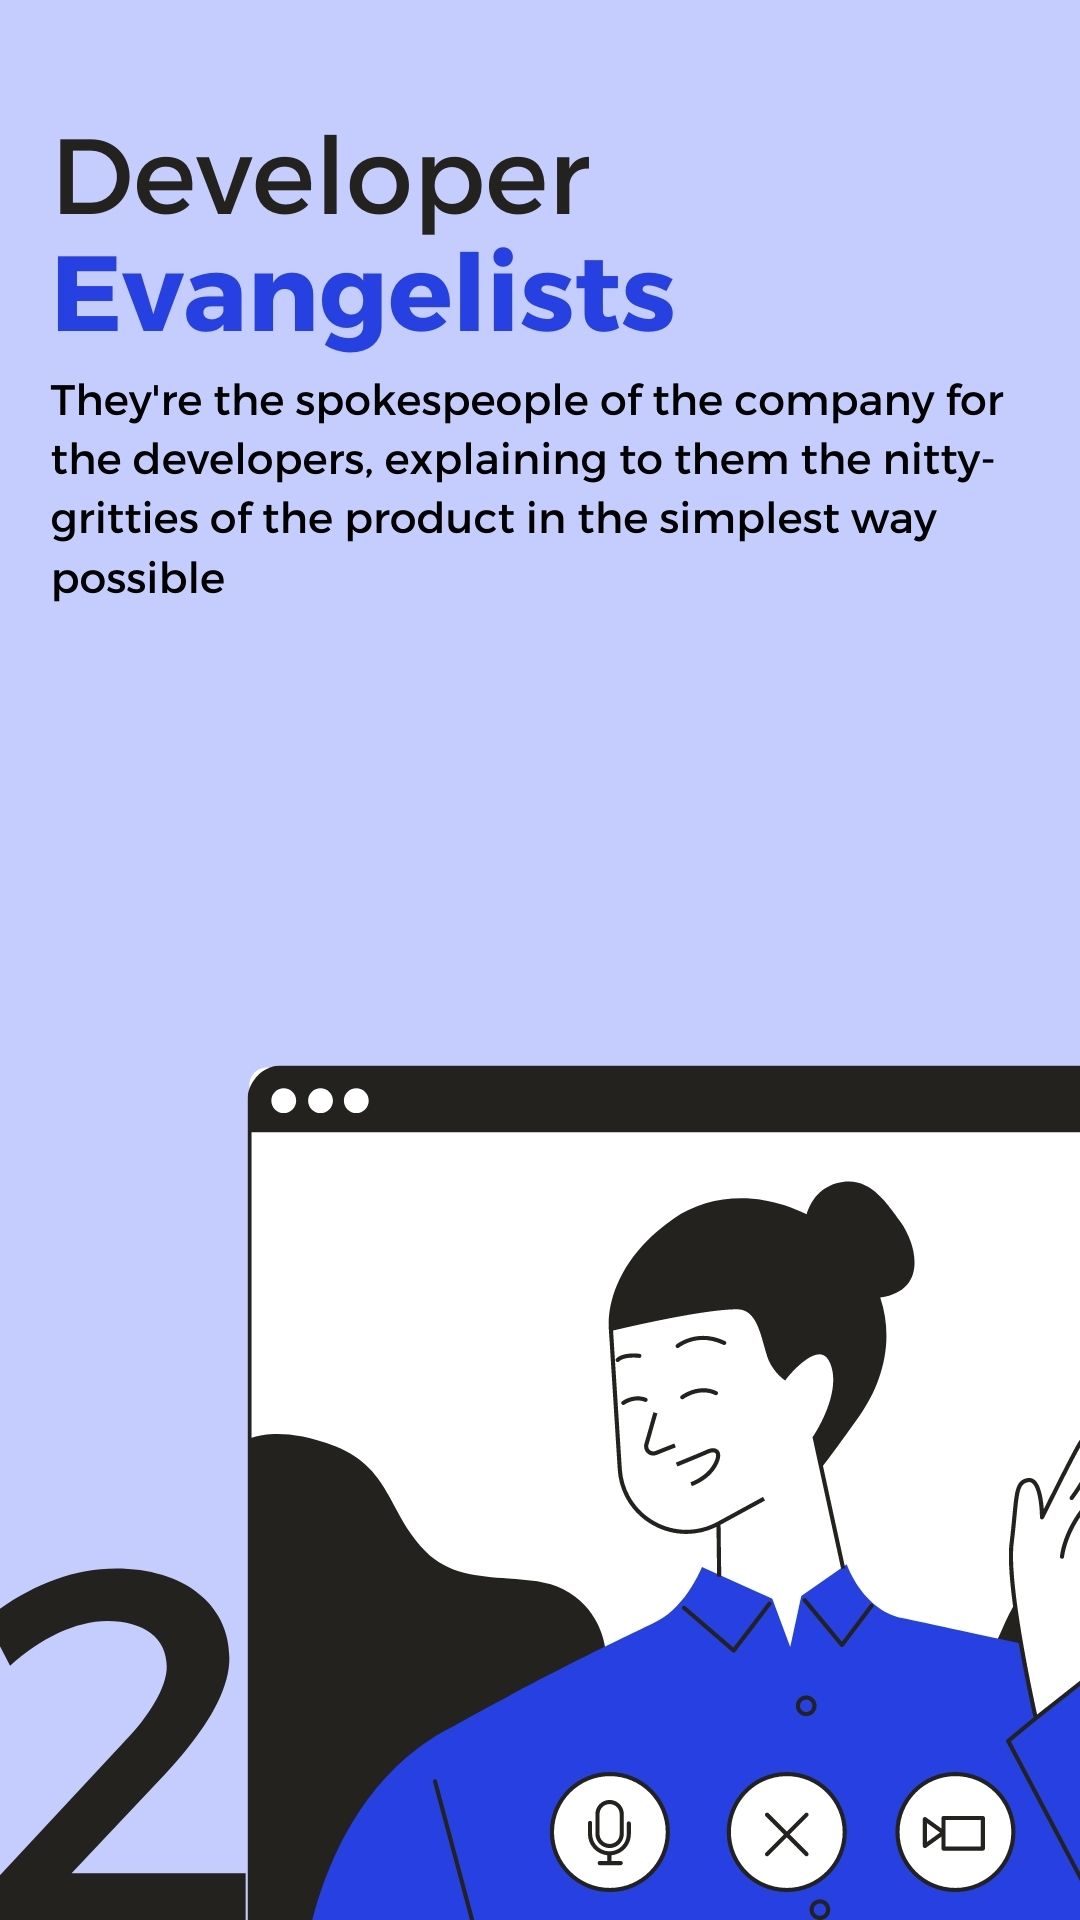 Developer
Evangelists
They're the spokespeople of the company for
the developers, explaining to them the nitty-
gritties of the product in the simplest way
possible
2